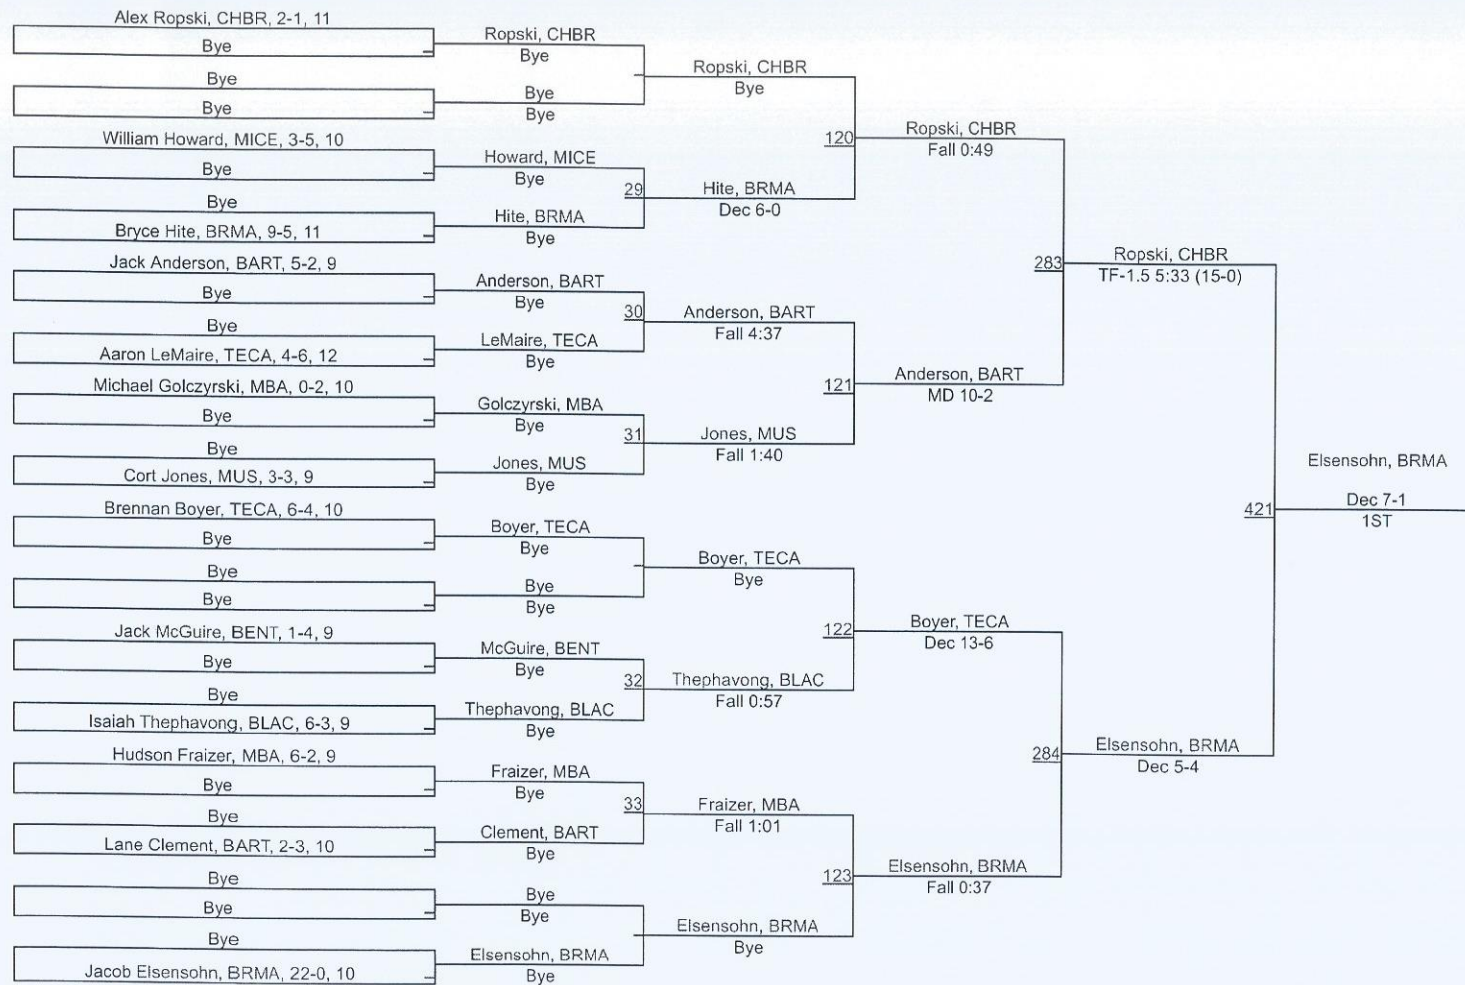 Alex Ropski, CHBR, 2-1, 11
Bye
Bye
Bye
William Howard, MICE, 3-5, 10
Bye
Bye
Bryce Hite, BRMA, 9-5, 11
Jack Anderson, BART, 5-2, 9
Bye
Bye
Aaron LeMaire, TECA, 4-6, 12
Michael Golczyrski, MBA, 0-2, 10
Bye
Bye
Cort Jones, MUS, 3-3, 9
Brennan Boyer, TECA, 6-4, 10
Bye
Bye
Bye
Jack McGuire, BENT, 1-4, 9
Bye
Bye
Isaiah Thephavong, BLAC, 6-3, 9
Hudson Fraizer, MBA, 6-2, 9
Bye
Bye
Lane Clement, BART, 2-3, 10
Bye
Bye
Bye
Jacob Elsensohn, BRMA, 22-0, 10
Ropski, CHBR
Bye
Bye
Bye
Howard, MICE
Bye
29
Hite, BRMA
Bye
Anderson, BART
Bye
30
LeMaire, TECA
Bye
Golczyrski, MBA
Bye
31
Jones, MUS
Bye
Boyer, TECA
Bye
Bye
Bye
McGuire, BENT
Bye
32
Thephavong, BLAC
Bye
Fraizer, MBA
Bye
33
Clement, BART
Bye
Bye
Bye
Elsensohn, BRMA
Bye
Ropski, CHBR
Bye
120
Hite, BRMA
Dec 6-0
Anderson, BART
Fall 4:37
121
Jones, MUS
Fall 1:40
Boyer, TECA
Bye
122
Thephavong, BLAC
Fall 0:57
Fraizer, MBA
Fall 1:01
123
Elsensohn, BRMA
Bye
Ropski, CHBR
Fall 0:49
283
Anderson, BART
MD 10-2
Boyer, TECA
Dec 13-6
284
Elsensohn, BRMA
Fall 0:37
Ropski, CHBR
TF-1.5 5:33 (15-0)
421
Elsensohn, BRMA
Dec 5-4
Elsensohn, BRMA
Dec 7-1
1ST